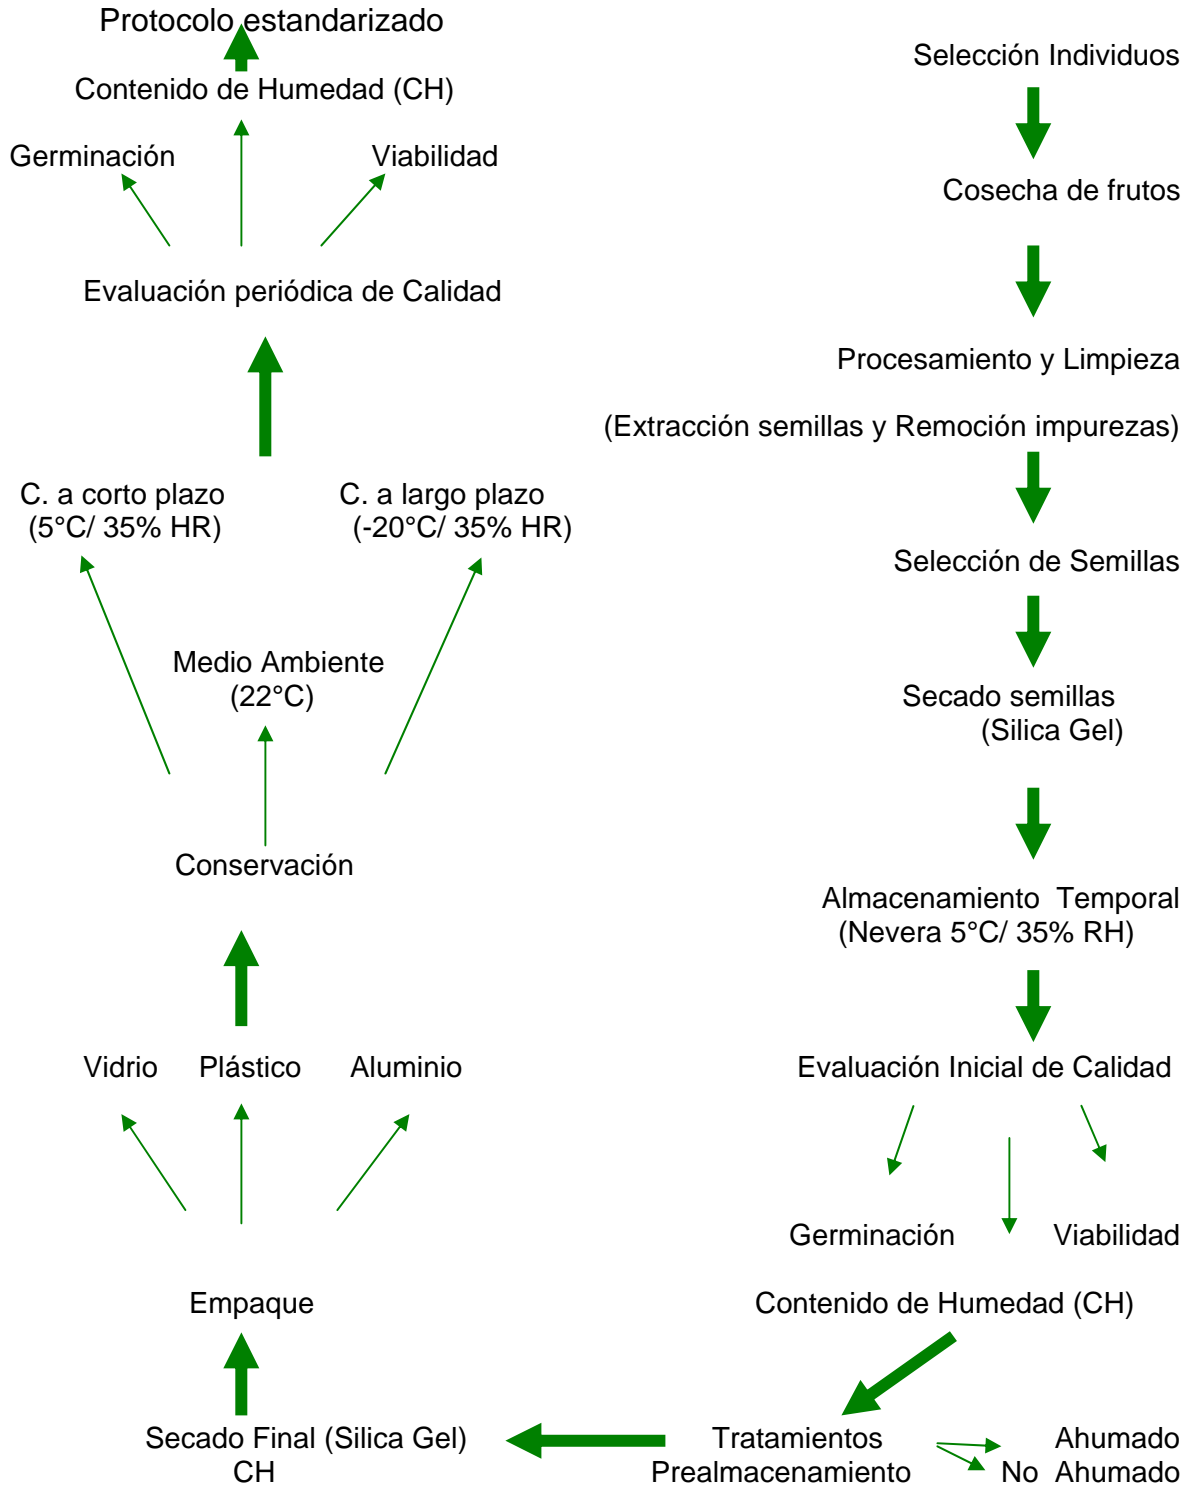 Protocolo estandarizado
Contenido de Humedad (CH)
Germinación
Viabilidad
Evaluación periódica de Calidad
C. a corto plazo
(5°C/ 35% HR)
C. a largo plazo
(-20°C/ 35% HR)
Medio Ambiente
(22°C)
Conservación
Vidrio
Plástico
Aluminio
Empaque
Secado Final (Silica Gel)
CH
Selección Individuos
Cosecha de frutos
Procesamiento y Limpieza
(Extracción semillas y Remoción impurezas)
Selección de Semillas
Secado semillas
(Silica Gel)
Almacenamiento Temporal
(Nevera 5°C/ 35% RH)
Evaluación Inicial de Calidad
Germinación
Viabilidad
Contenido de Humedad (CH)
Tratamientos
Prealmacenamiento
Ahumado
No Ahumado